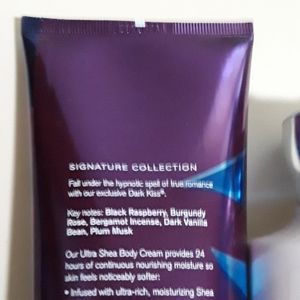 SIGNATURE COLLECTION
Fall under the hypnotic spell of true romance
with our exclusive Dark Kiss®.
Key notes: Black Raspberry, Burgundy
Rose, Bergamot Incense, Dark Vanilla
Bean, Plum Musk
Our Ultra Shea Body Cream provides 24
hours of continuous nourishing moisture so
skin feels noticeably softer:
• Infused with ultra-rich, moisturizing Shea